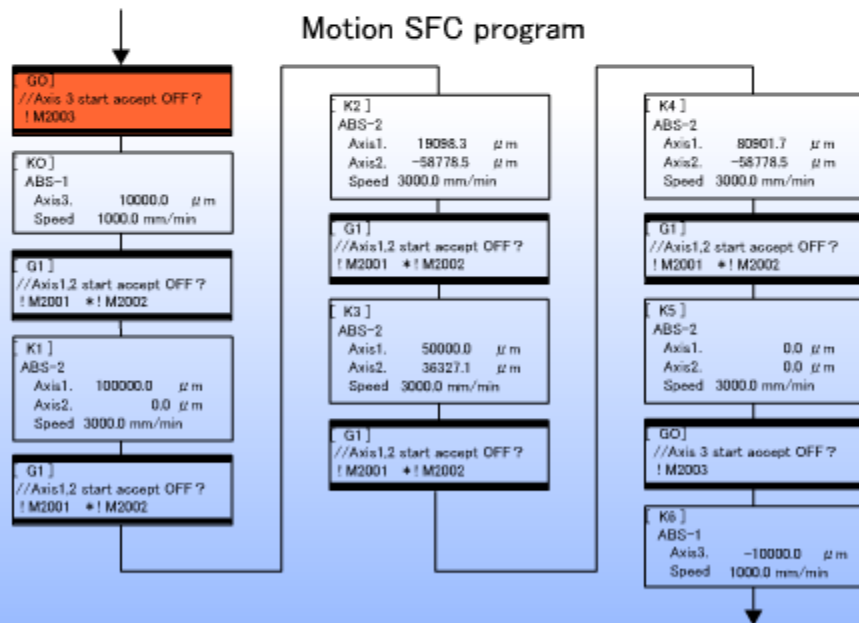 Motion SFC program
[ G0]
//Axis 3 start accept OFF?
! M2003
[ K0]
ABS-1
Axis3. 10000.0 μm
Speed 1000.0 mm/min
[ G1]
//Axis1,2 start accept OFF?
! M2001 *! M2002
[ K1]
ABS-2
Axis1. 100000.0 μm
Axis2. 0.0 μm
Speed 3000.0 mm/min
[ G1]
//Axis1,2 start accept OFF?
! M2001 *! M2002
[ K2]
ABS-2
Axis1. 19098.3 μm
Axis2. -58778.5 μm
Speed 3000.0 mm/min
[ G1]
//Axis1,2 start accept OFF?
! M2001 *! M2002
[ K3]
ABS-2
Axis1. 50000.0 μm
Axis2. 36327.1 μm
Speed 3000.0 mm/min
[ G1]
//Axis1,2 start accept OFF?
! M2001 *! M2002
[ K4]
ABS-2
Axis1. 80901.7 μm
Axis2. -58778.5 μm
Speed 3000.0 mm/min
[ G1]
//Axis1,2 start accept OFF?
! M2001 *! M2002
[ K5]
ABS-2
Axis1. 0.0 μm
Axis2. 0.0 μm
Speed 3000.0 mm/min
[ G0]
//Axis 3 start accept OFF?
! M2003
[ K6]
ABS-1
Axis3. -10000.0 μm
Speed 1000.0 mm/min